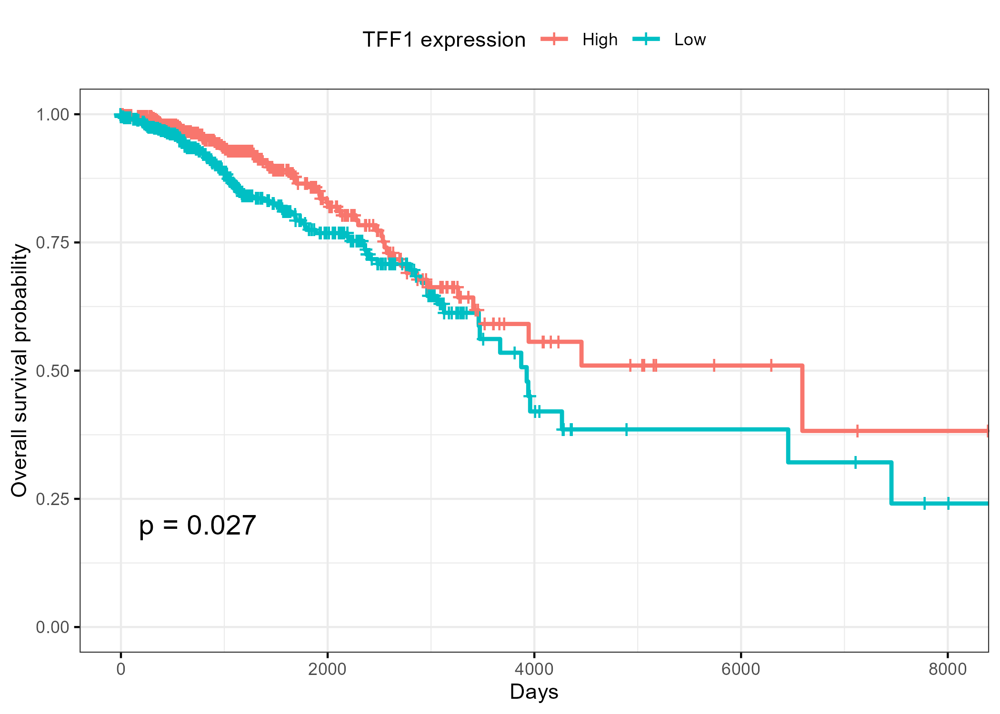 TFF1 expression High Low
Overall survival probability
1.00
0.75
0.50
0.25
0.00
p = 0.027
0 2000 4000 6000 8000
Days